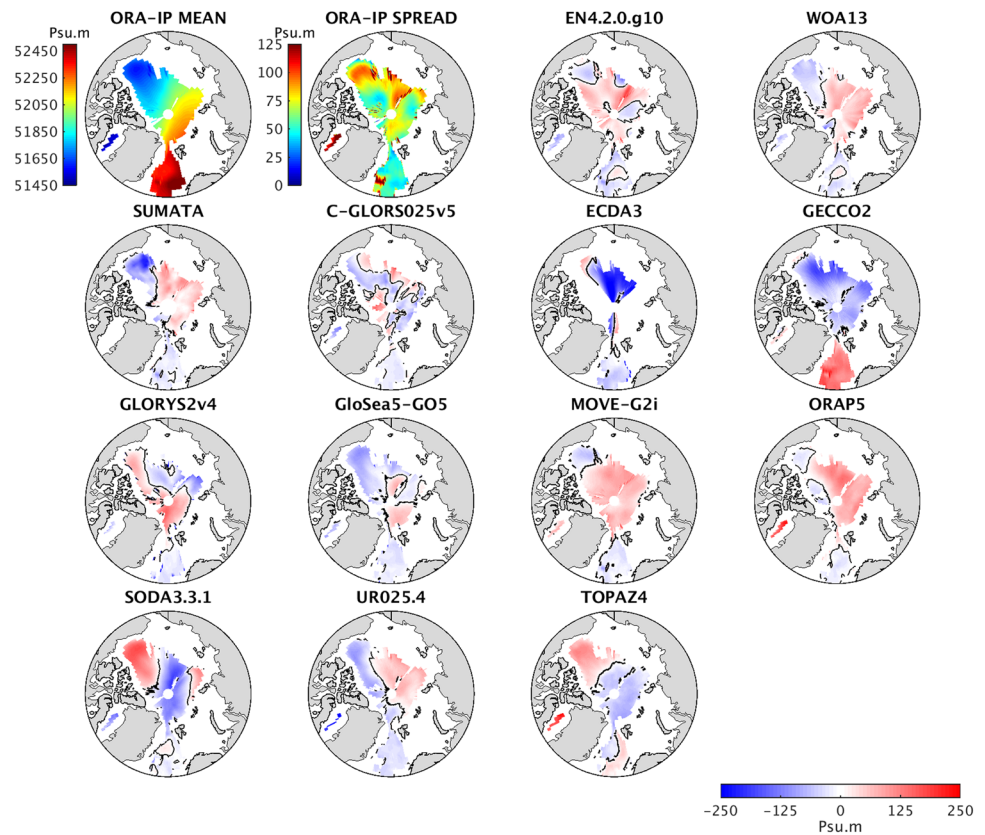 ORA-IP MEAN ORA-IP SPREAD EN4.2.0.g10 WOA13
Psu.m Psu.m
52450 125
52250 100
52050 75
51850 50
51650 25
51450 0
SUMATA C-GLORS025v5 ECDA3 GECCO2
GLORYS2v4 GloSea5-GO5 MOVE-G2i ORAP5
SODA3.3.1 UR025.4 TOPAZ4
−250 −125 0 125 250
Psu.m